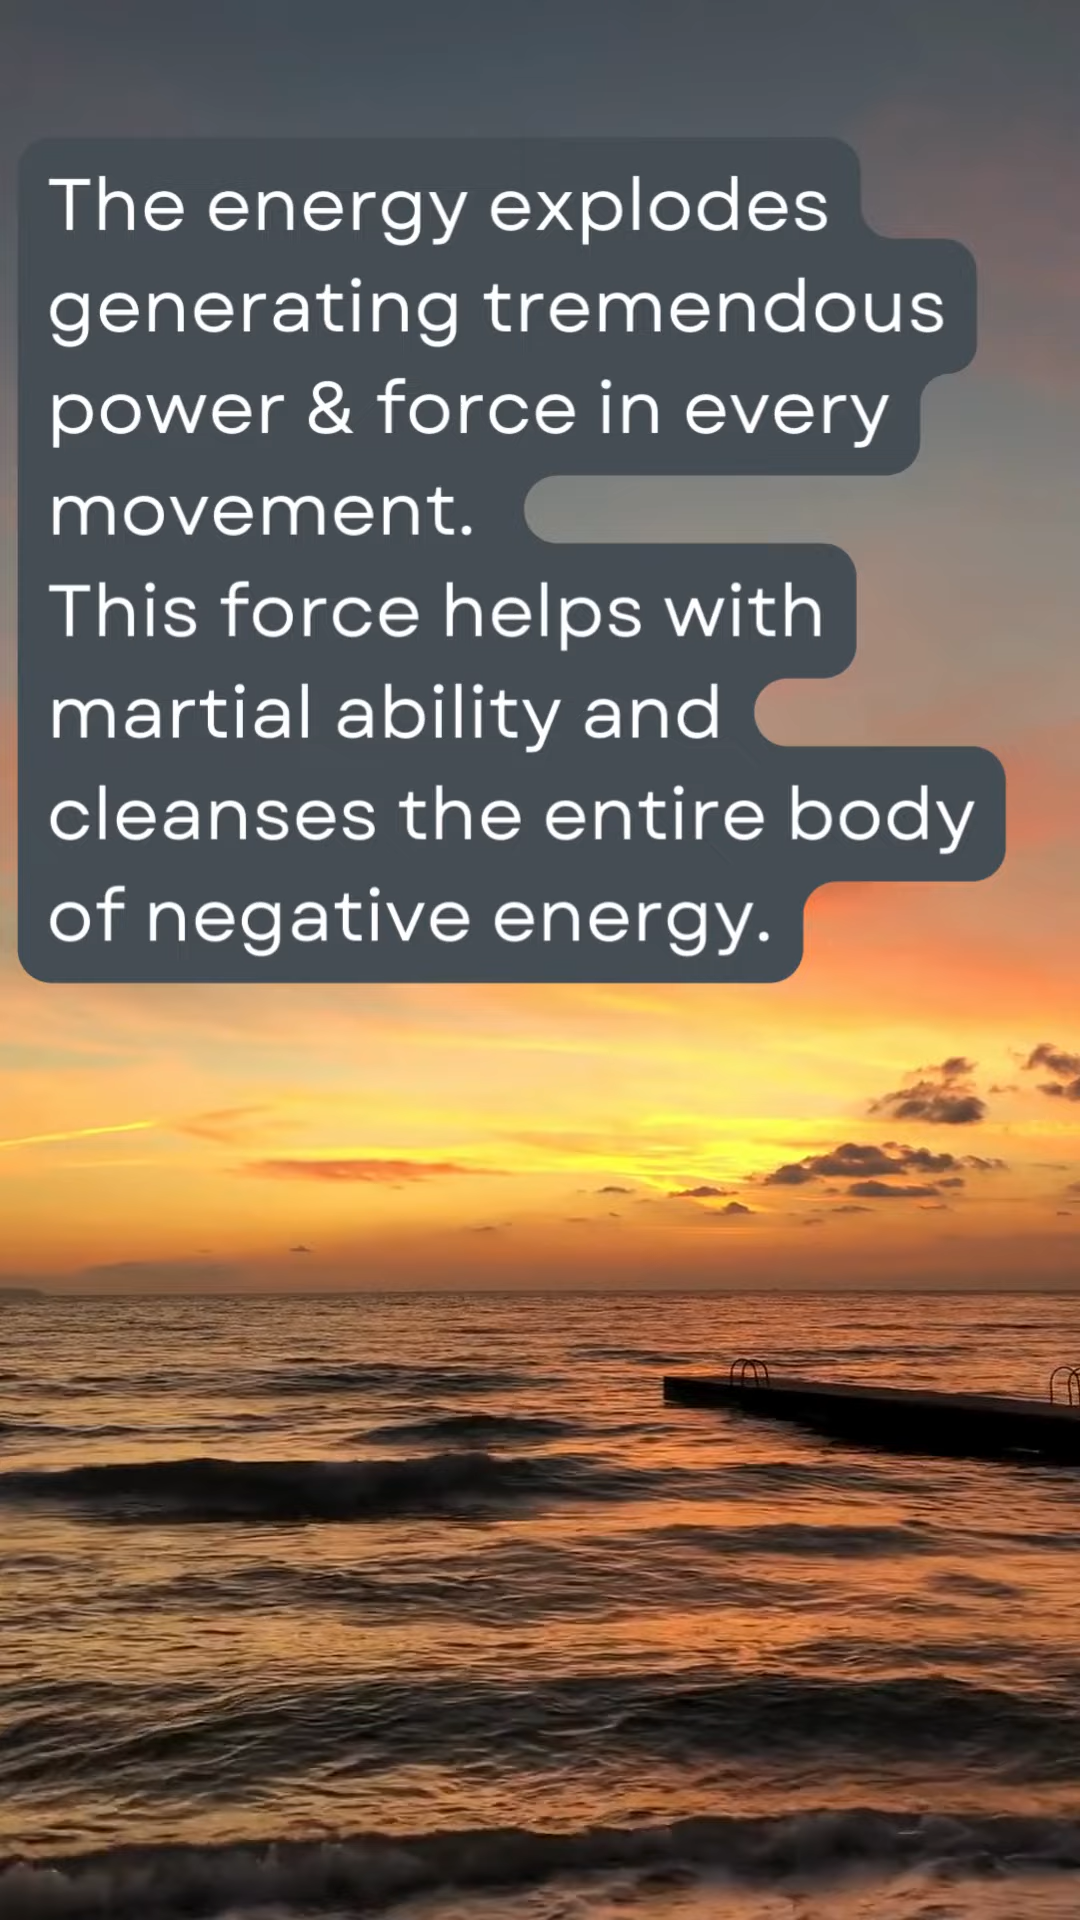 The energy explodes
generating tremendous
power & force in every
movement.
This force helps with
martial ability and
cleanses the entire body
of negative energy.